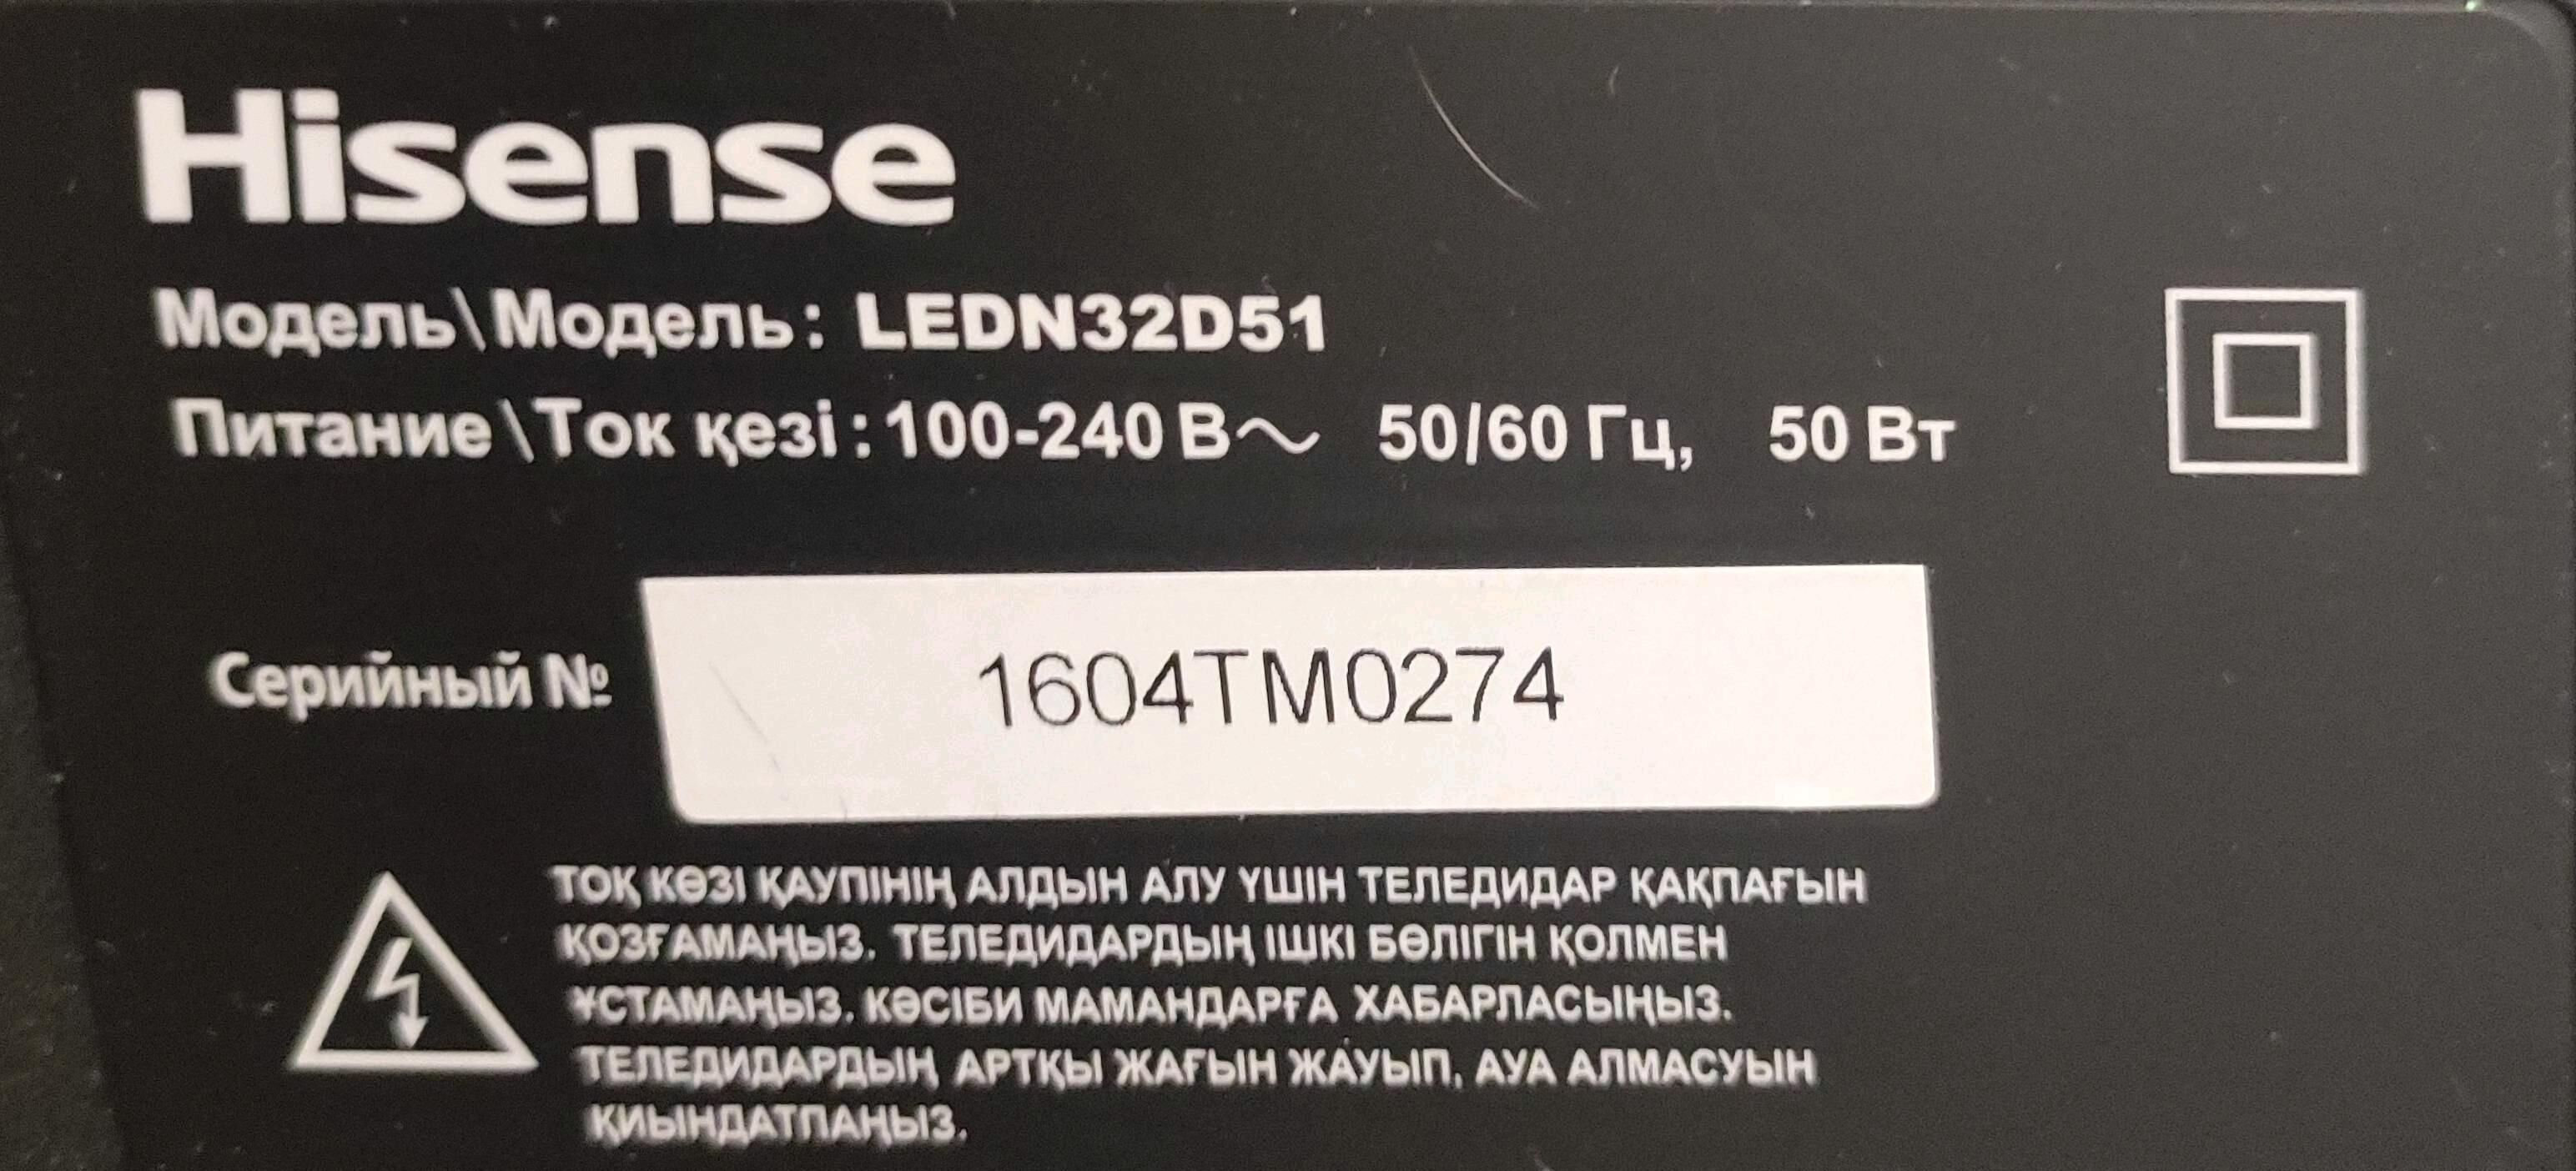 Hisense
Модель\Модель: LEDN32D51
Питание\Ток қезі: 100-240 В~ 50/60 Гц, 50 Вт
Серийный № 1604TM0274
ТОҚ КӨЗІ ҚАУПІНІҢ АЛДЫН АЛУ ҮШІН ТЕЛЕДИДАР ҚАҚПАҒЫН
ҚОЗҒАМАҢЫЗ. ТЕЛЕДИДАРДЫҢ ІШКІ БӨЛІГІН ҚОЛМЕН
ҰСТАМАҢЫЗ. КӘСІБИ МАМАНДАРҒА ХАБАРЛАСЫҢЫЗ.
ТЕЛЕДИДАРДЫҢ АРТҚЫ ЖАҒЫН ЖАУЫП, АУА АЛМАСУЫН
ҚИЫНДАТПАҢЫЗ.